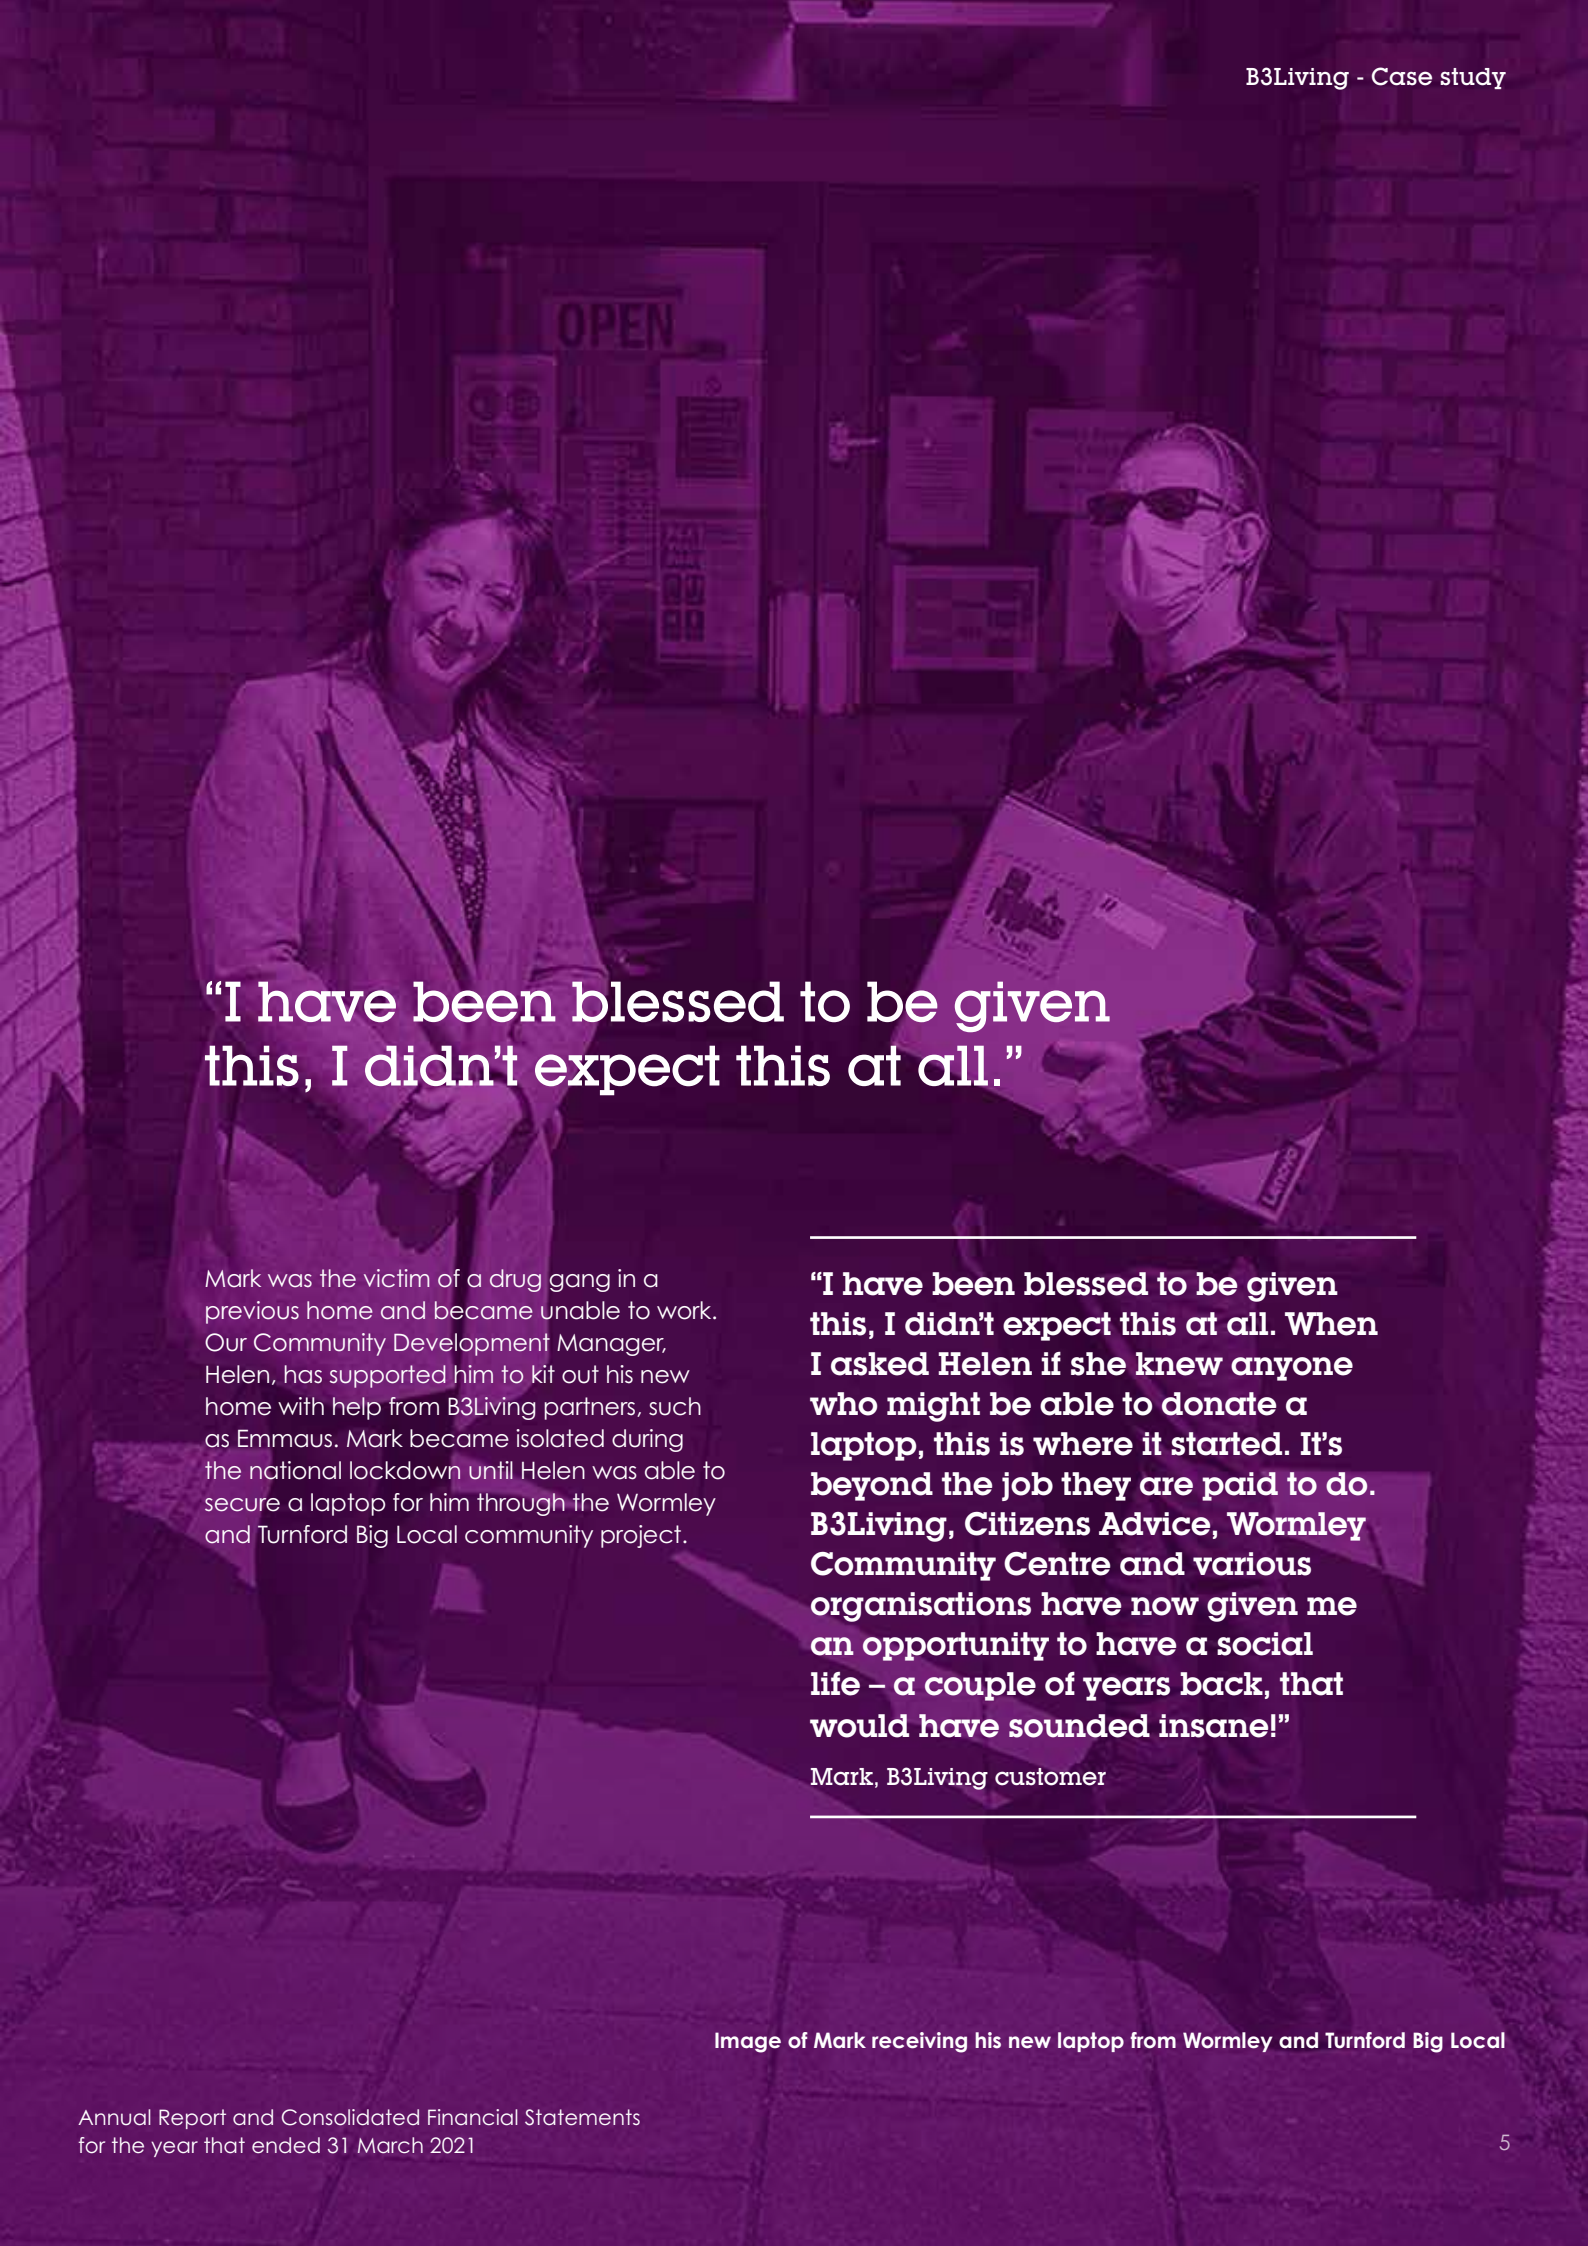 B3Living - Case study
OPEN
“I have been blessed to be given
this, I didn’t expect this at all.”
Mark was the victim of a drug gang in a
previous home and became unable to work.
Our Community Development Manager,
Helen, has supported him to kit out his new
home with help from B3Living partners, such
as Emmaus. Mark became isolated during
the national lockdown until Helen was able to
secure a laptop for him through the Wormley
and Turnford Big Local community project.
“I have been blessed to be given
this, I didn’t expect this at all. When
I asked Helen if she knew anyone
who might be able to donate a
laptop, this is where it started. It’s
beyond the job they are paid to do.
B3Living, Citizens Advice, Wormley
Community Centre and various
organisations have now given me
an opportunity to have a social
life – a couple of years back, that
would have sounded insane!”
Mark, B3Living customer
Lenovo
Image of Mark receiving his new laptop from Wormley and Turnford Big Local
Annual Report and Consolidated Financial Statements
for the year that ended 31 March 2021
5